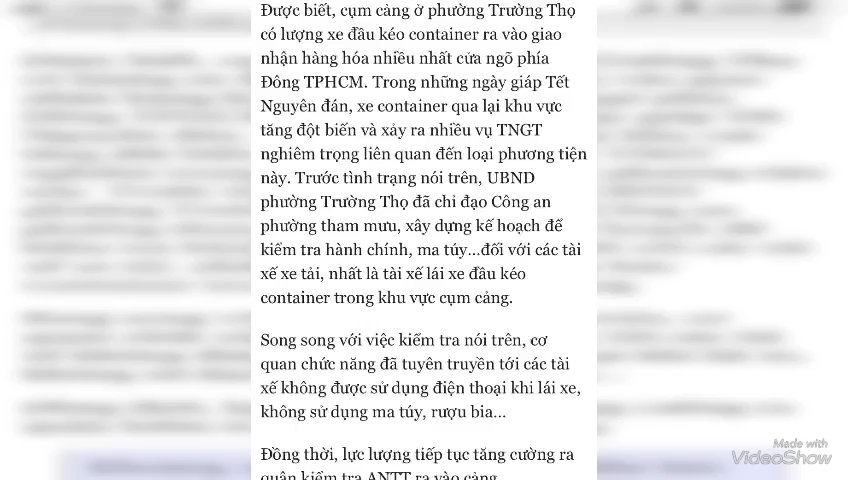 Được biết, cụm cảng ở phường Trường Thọ
có lượng xe đầu kéo container ra vào giao
nhận hàng hóa nhiều nhất cửa ngõ phía
Đông TPHCM. Trong những ngày giáp Tết
Nguyên đán, xe container qua lại khu vực
tăng đột biến và xảy ra nhiều vụ TNGT
nghiêm trọng liên quan đến loại phương tiện
này. Trước tình trạng nói trên, UBND
phường Trường Thọ đã chỉ đạo Công an
phường tham mưu, xây dựng kế hoạch để
kiểm tra hành chính, ma túy...đối với các tài
xế xe tải, nhất là tài xế lái xe đầu kéo
container trong khu vực cụm cảng.
Song song với việc kiểm tra nói trên, cơ
quan chức năng đã tuyên truyền tới các tài
xế không được sử dụng điện thoại khi lái xe,
không sử dụng ma túy, rượu bia...
Đồng thời, lực lượng tiếp tục tăng cường ra
quân kiểm tra ANTT ra vào cảng
Made with
VideoShow